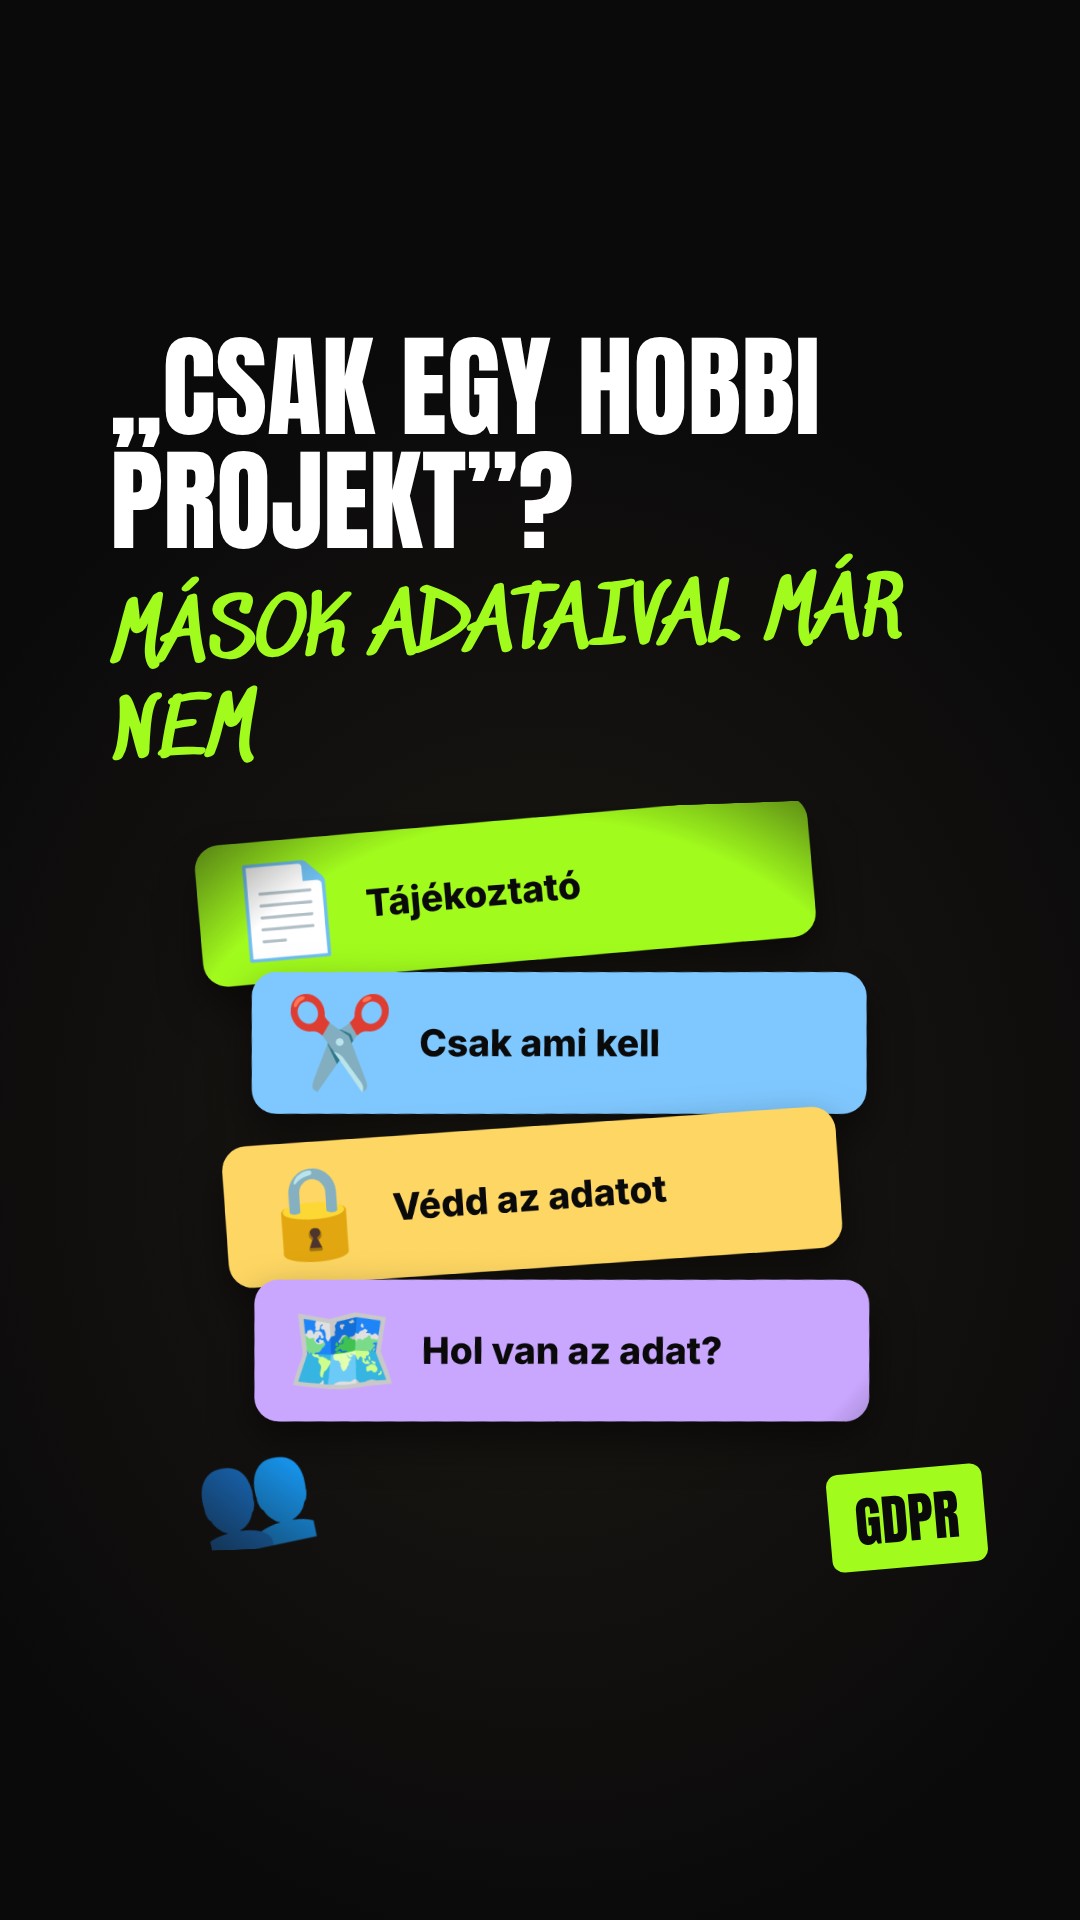 „CSAK EGY HOBBI
PROJEKT”?
MÁSOK ADATAIVAL MÁR
NEM
Tájékoztató
Csak ami kell
Védd az adatot
Hol van az adat?
GDPR